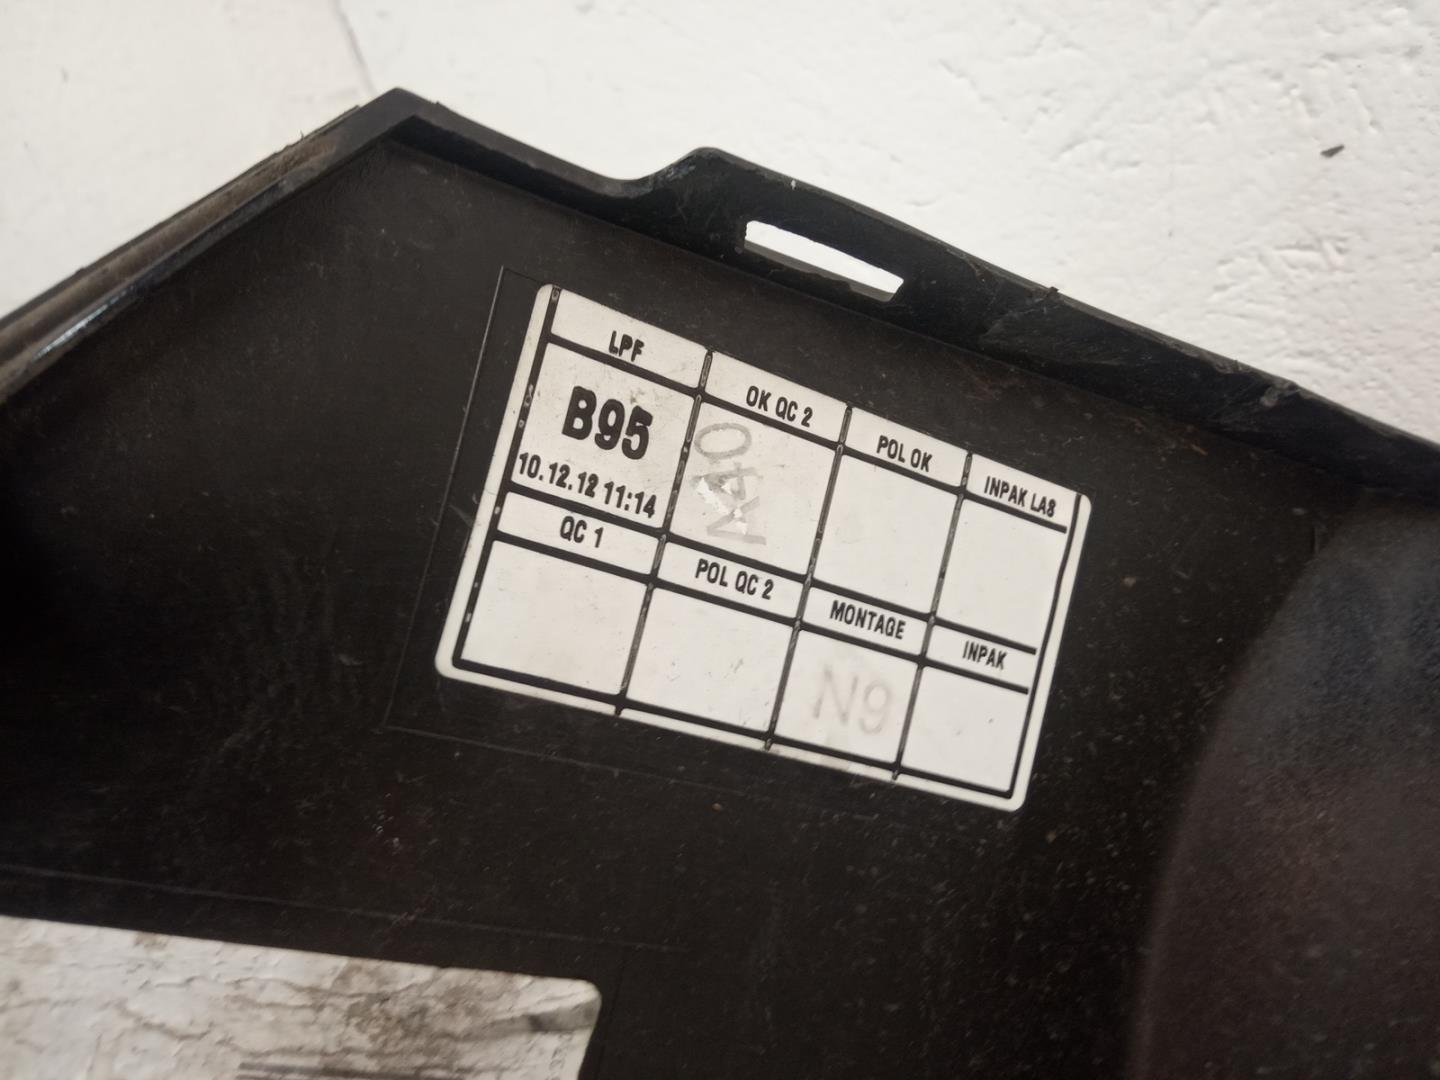 LPF
OK QC 2
POL OK
INPAK LAS
B95
10.12.12 11:14
M40
QC 1
POL QC 2
MONTAGE
INPAK
N9